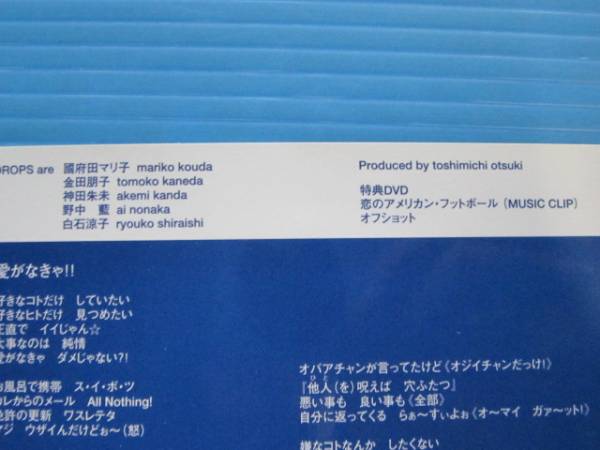 DROPS are 國府田マリ子 mariko kouda
金田朋子 tomoko kaneda
神田朱未 akemi kanda
野中 藍 ai nonaka
白石涼子 ryouko shiraishi
Produced by toshimichi otsuki
特典DVD
恋のアメリカン・フットボール (MUSIC CLIP)
オフショット
愛がなきゃ!!
好きなコトだけ していたい
好きなヒトだけ 見つめたい
正直で イイじゃん☆
大事なのは 純情
愛がなきゃ ダメじゃない?!
お風呂で携帯 ス・イ・ボ・ツ
カレからのメール All Nothing!
免許の更新 ワスレテタ
マジ ウザイんだけどぉ〜(怒)
オバアチャンが言ってたけど《オジイチャンだっけ!》
『他人(を)呪えば 穴ふたつ』
悪い事も 良い事も《全部》
自分に返ってくる らぁ〜すぃよぉ《オ〜マイ ガァ〜ット!》
嫌なコトなんか したくない